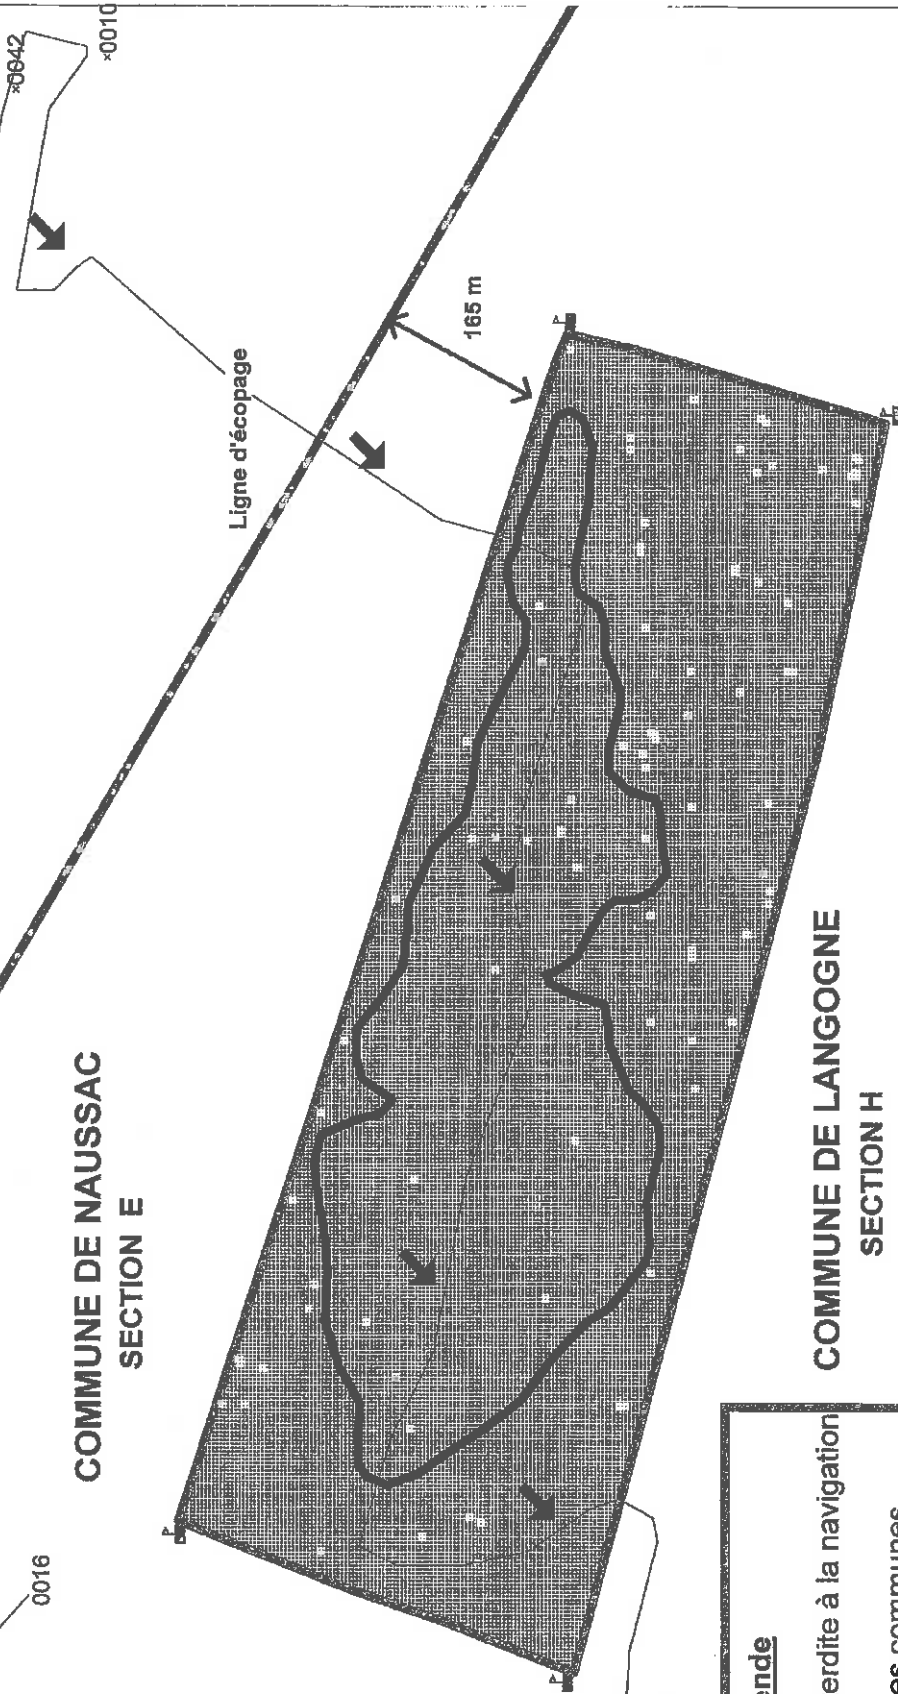 ×0042
×0010
Ligne d'écopage
165 m
COMMUNE DE NAUSSAC
SECTION E
0016
COMMUNE DE LANGOGNE
SECTION H
ende
erdite à la navigation
es communes